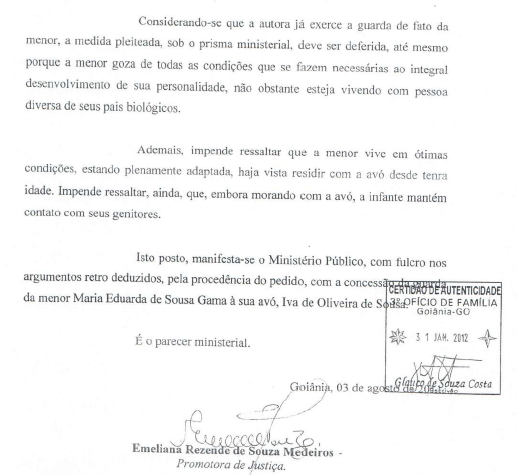 Considerando-se que a autora já exerce a guarda de fato da
menor, a medida pleiteada, sob o prisma ministerial, deve ser deferida, até mesmo
porque a menor goza de todas as condições que se fazem necessárias ao integral
desenvolvimento de sua personalidade, não obstante esteja vivendo com pessoa
diversa de seus pais biológicos.
Ademais, impende ressaltar que a menor vive em ótimas
condições, estando plenamente adaptada, haja vista residir com a avó desde tenra
idade. Impende ressaltar, ainda, que, embora morando com a avó, a infante mantém
contato com seus genitores.
Isto posto, manifesta-se o Ministério Público, com fulcro nos
argumentos retro deduzidos, pela procedência do pedido, com a concessão da guarda
da menor Maria Eduarda de Sousa Gama à sua avó, Iva de Oliveira de Sousa.
CERTIDÃO DE AUTENTICIDADE
3º OFÍCIO DE FAMÍLIA
Goiânia-GO
31 JAN. 2012
Glauco de Souza Costa
É o parecer ministerial.
Goiânia, 03 de agosto de
Emeliana Rezende de Souza Medeiros -
Promotora de Justiça.